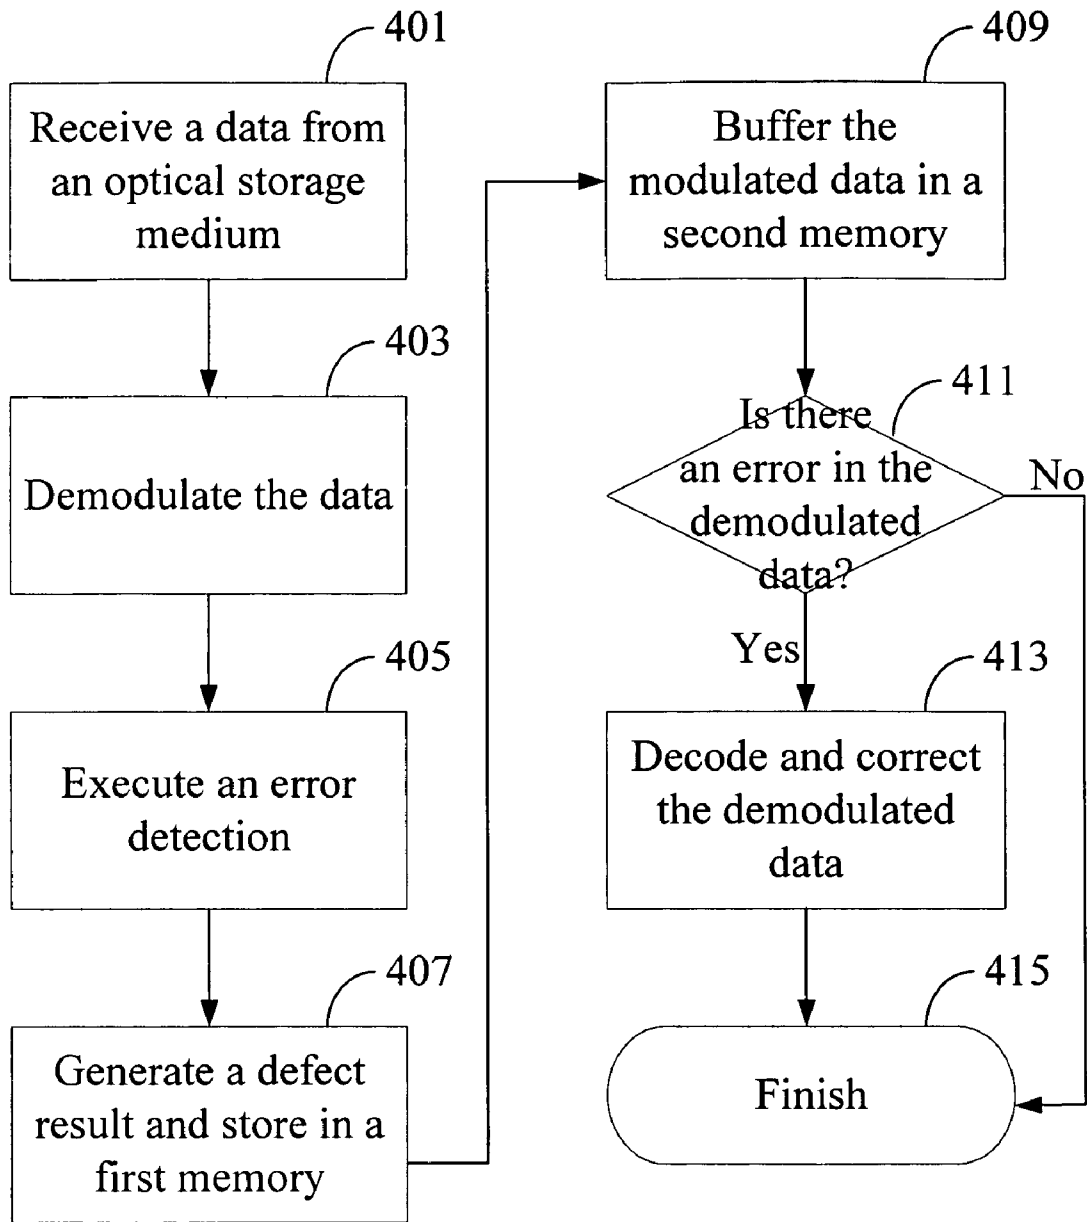 401
Receive a data from
an optical storage
medium
403
Demodulate the data
405
Execute an error
detection
407
Generate a defect
result and store in a
first memory
409
Buffer the
modulated data in a
second memory
411
Is there
an error in the
demodulated
data?
No
Yes
413
Decode and correct
the demodulated
data
415
Finish